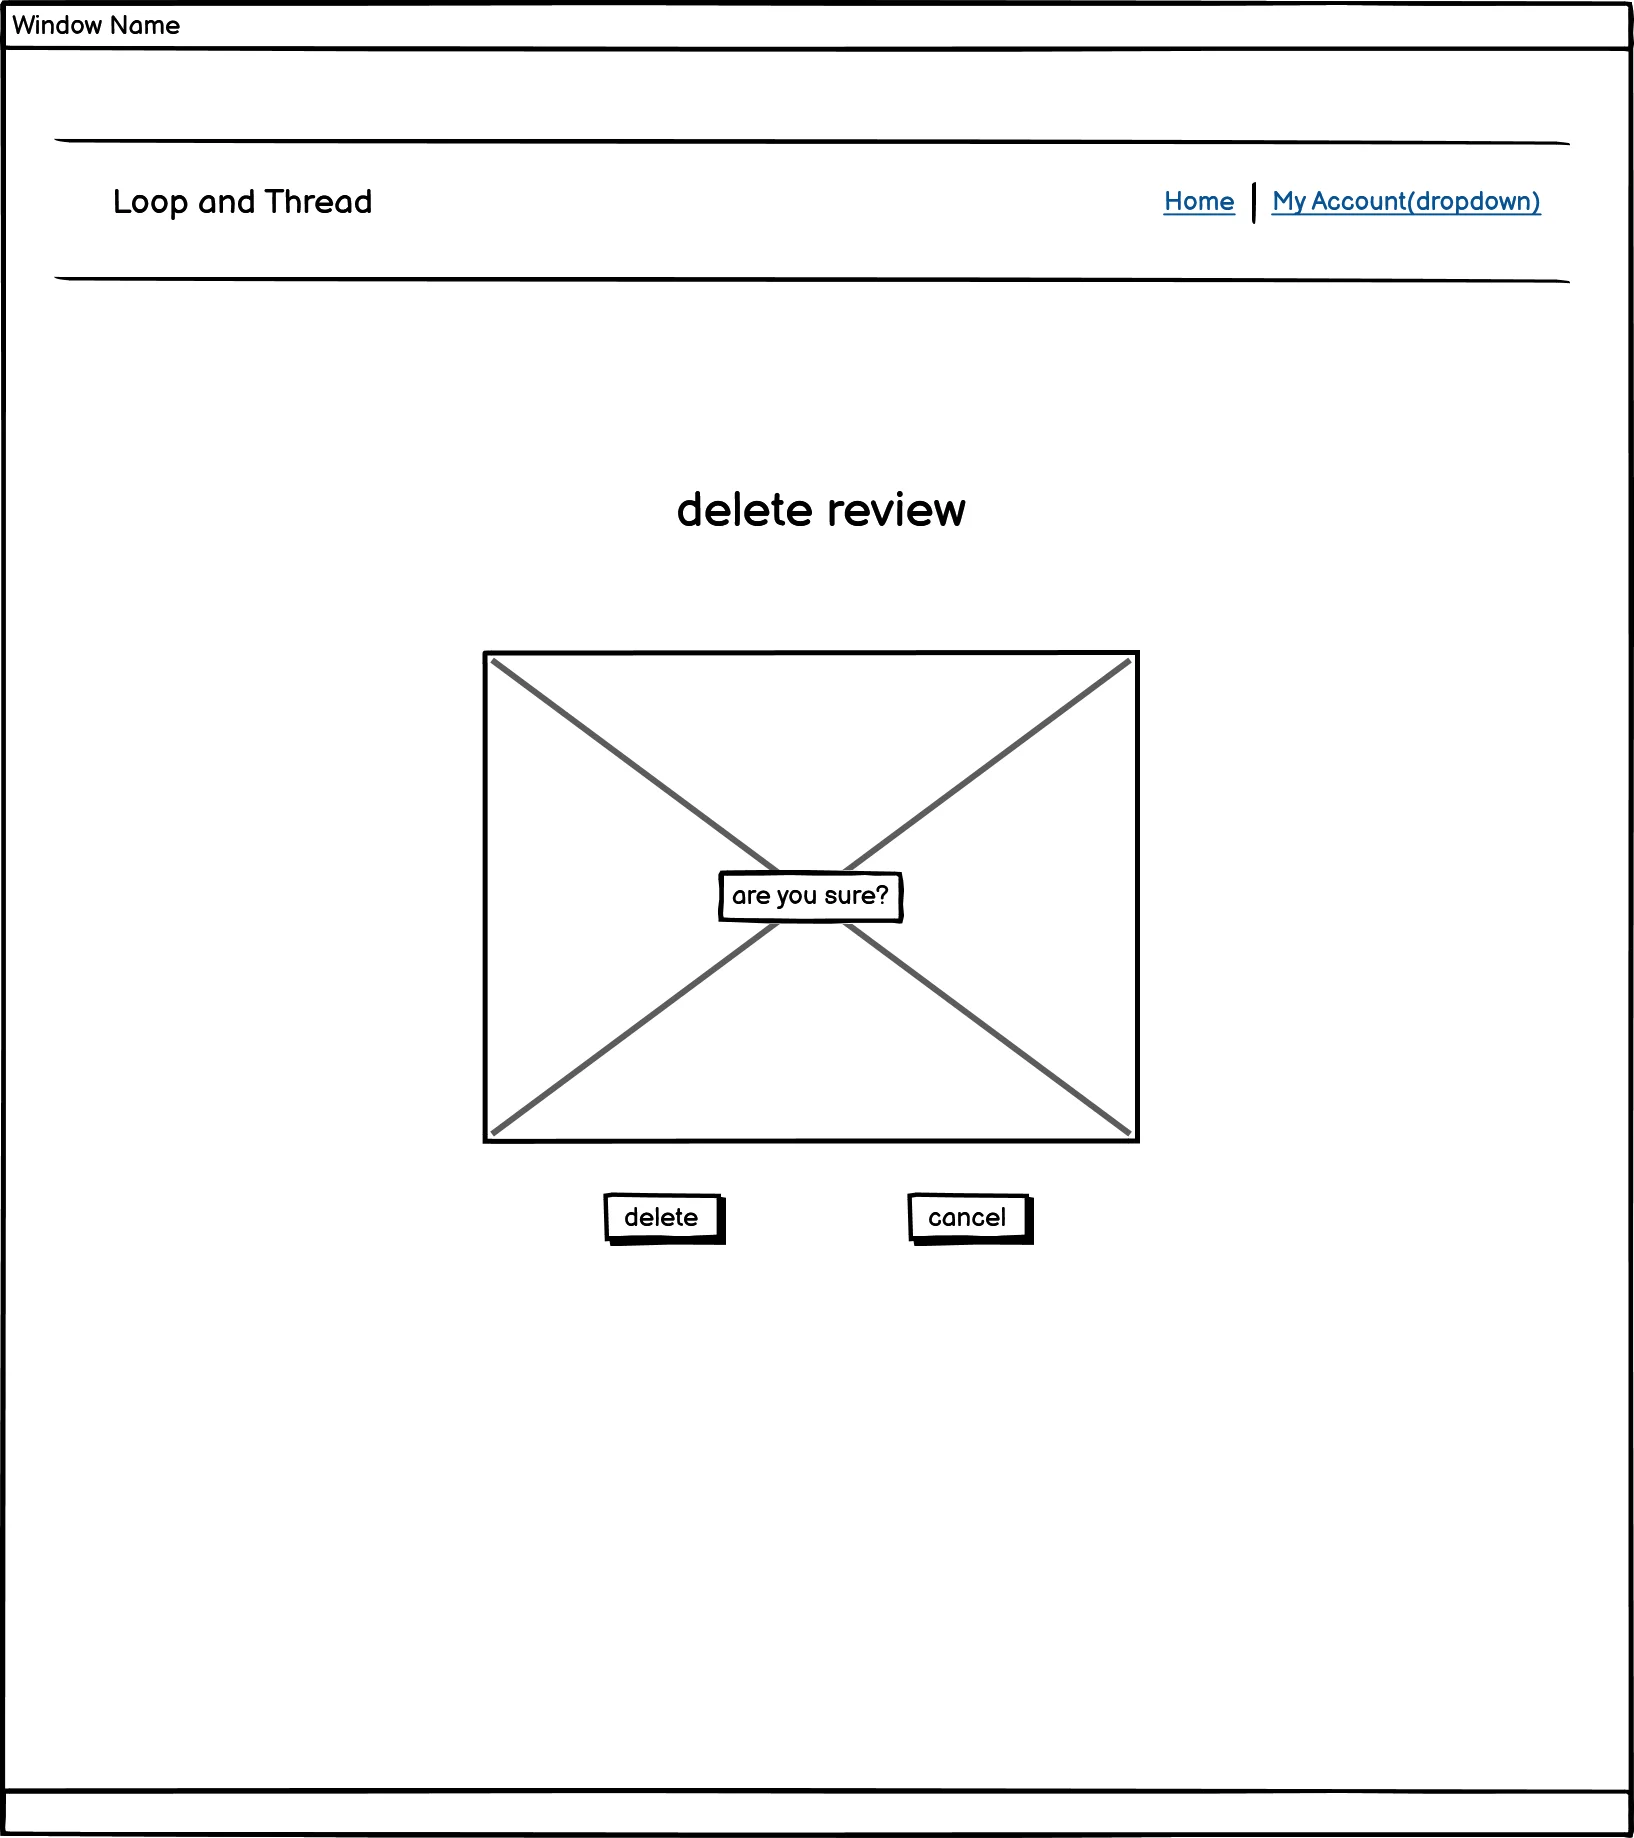 Window Name
Loop and Thread
Home
My Account(dropdown)
delete review
are you sure?
delete
cancel